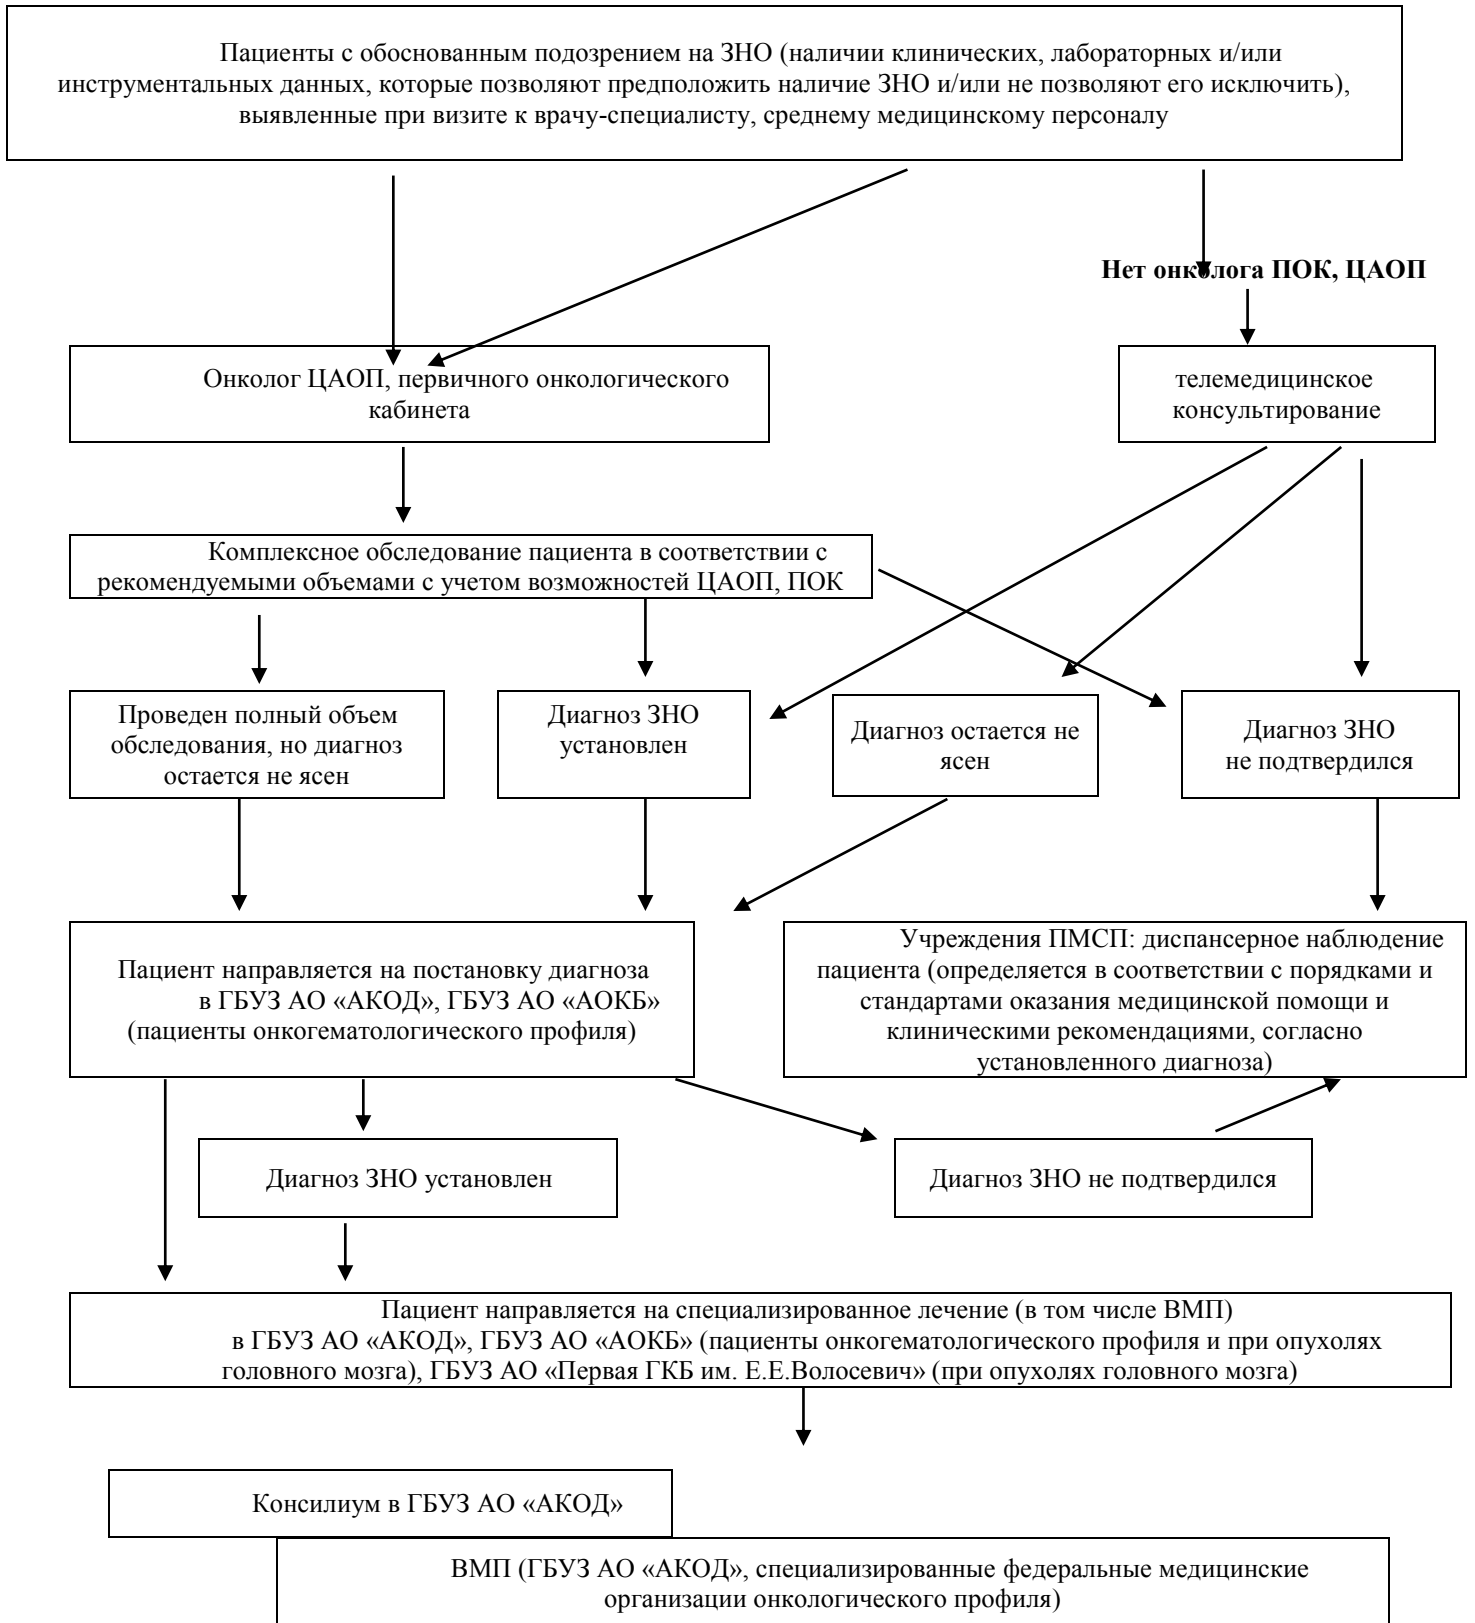 Пациенты с обоснованным подозрением на ЗНО (наличии клинических, лабораторных и/или
инструментальных данных, которые позволяют предположить наличие ЗНО и/или не позволяют его исключить),
выявленные при визите к врачу-специалисту, среднему медицинскому персоналу
Нет онколога ПОК, ЦАОП
Онколог ЦАОП, первичного онкологического
кабинета
телемедицинское
консультирование
Комплексное обследование пациента в соответствии с
рекомендуемыми объемами с учетом возможностей ЦАОП, ПОК
Проведен полный объем
обследования, но диагноз
остается не ясен
Диагноз ЗНО
установлен
Диагноз остается не
ясен
Диагноз ЗНО
не подтвердился
Пациент направляется на постановку диагноза
в ГБУЗ АО «АКОД», ГБУЗ АО «АОКБ»
(пациенты онкогематологического профиля)
Учреждения ПМСП: диспансерное наблюдение
пациента (определяется в соответствии с порядками и
стандартами оказания медицинской помощи и
клиническими рекомендациями, согласно
установленного диагноза)
Диагноз ЗНО установлен
Диагноз ЗНО не подтвердился
Пациент направляется на специализированное лечение (в том числе ВМП)
в ГБУЗ АО «АКОД», ГБУЗ АО «АОКБ» (пациенты онкогематологического профиля и при опухолях
головного мозга), ГБУЗ АО «Первая ГКБ им. Е.Е.Волосевич» (при опухолях головного мозга)
Консилиум в ГБУЗ АО «АКОД»
ВМП (ГБУЗ АО «АКОД», специализированные федеральные медицинские
организации онкологического профиля)